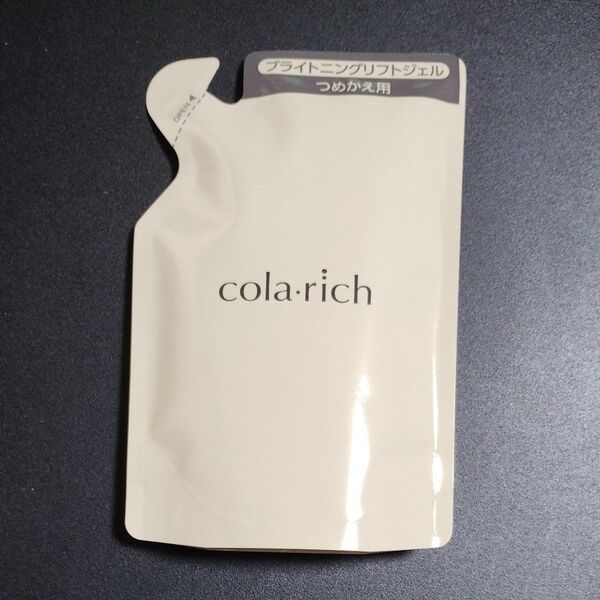 ブライトニングリフトジェル
つめかえ用
OPEN
cola·rich